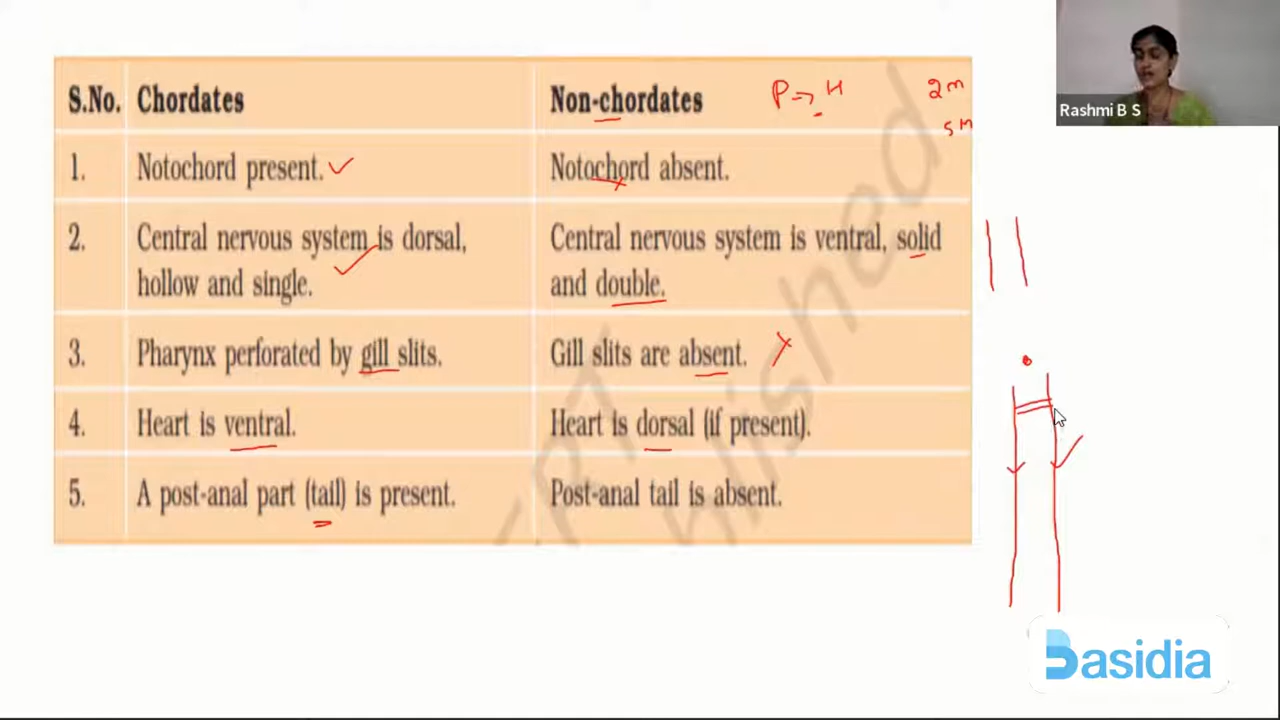 S.No. Chordates Non-chordates P → H 2m
5m
Rashmi B S
1. Notochord present. Notochord absent.
2. Central nervous system is dorsal, hollow and single. Central nervous system is ventral, solid and double.
3. Pharynx perforated by gill slits. Gill slits are absent.
4. Heart is ventral. Heart is dorsal (if present).
5. A post-anal part (tail) is present. Post-anal tail is absent.
Basidia